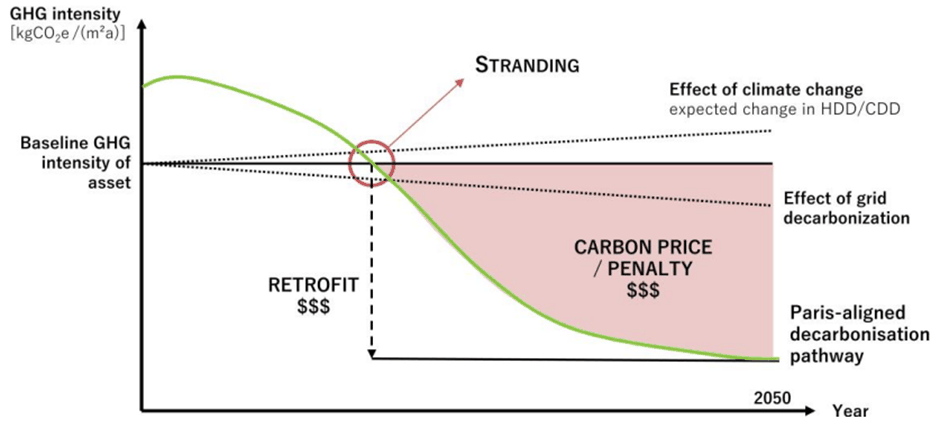 GHG intensity
[kgCO₂e/(m²a)]
STRANDING
Effect of climate change
expected change in HDD/CDD
Baseline GHG
intensity of
asset
Effect of grid
decarbonization
CARBON PRICE
/ PENALTY
$$$
RETROFIT
$$$
Paris-aligned
decarbonisation
pathway
2050
Year